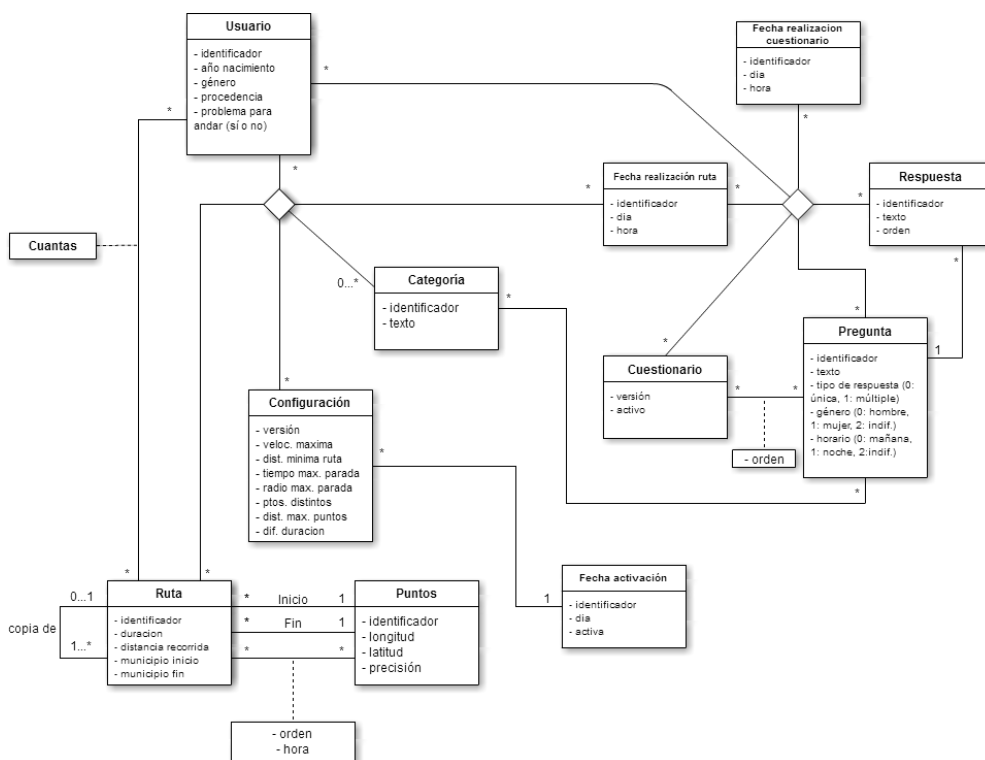 Usuario
- identificador
- año nacimiento
- género
- procedencia
- problema para
andar (sí o no)
*
*
*
Fecha realizacion
cuestionario
- identificador
- dia
- hora
*
Fecha realización ruta
- identificador
- dia
- hora
*
*
Respuesta
- identificador
- texto
- orden
*
*
Cuantas
Categoría
- identificador
- texto
0...*
*
Pregunta
- identificador
- texto
- tipo de respuesta (0:
única, 1: múltiple)
- género (0: hombre,
1: mujer, 2: indif.)
- horario (0: mañana,
1: noche, 2:indif.)
*
1
*
*
Cuestionario
- versión
- activo
*
*
- orden
Configuración
- versión
- veloc. maxima
- dist. minima ruta
- tiempo max. parada
- radio max. parada
- ptos. distintos
- dist. max. puntos
- dif. duracion
*
*
Fecha activación
- identificador
- dia
- activa
1
Ruta
- identificador
- duracion
- distancia recorrida
- municipio inicio
- municipio fin
*
*
0...1
copia de
1...*
* Inicio 1
* Fin 1
* *
Puntos
- identificador
- longitud
- latitud
- precisión
- orden
- hora